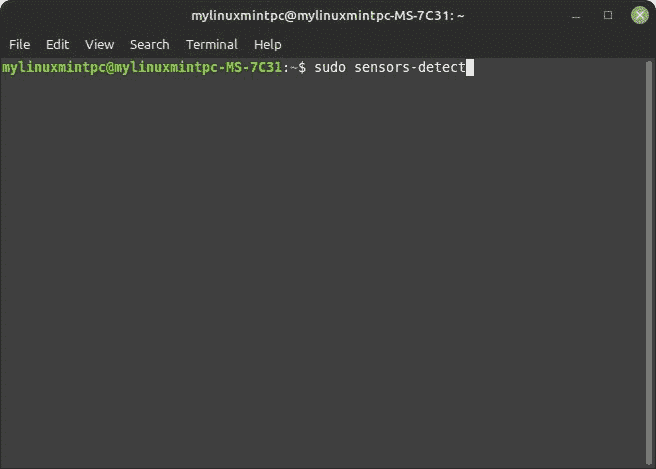 mylinuxmintpc@mylinuxmintpc-MS-7C31: ~
File Edit View Search Terminal Help
mylinuxmintpc@mylinuxmintpc-MS-7C31:~$ sudo sensors-detect